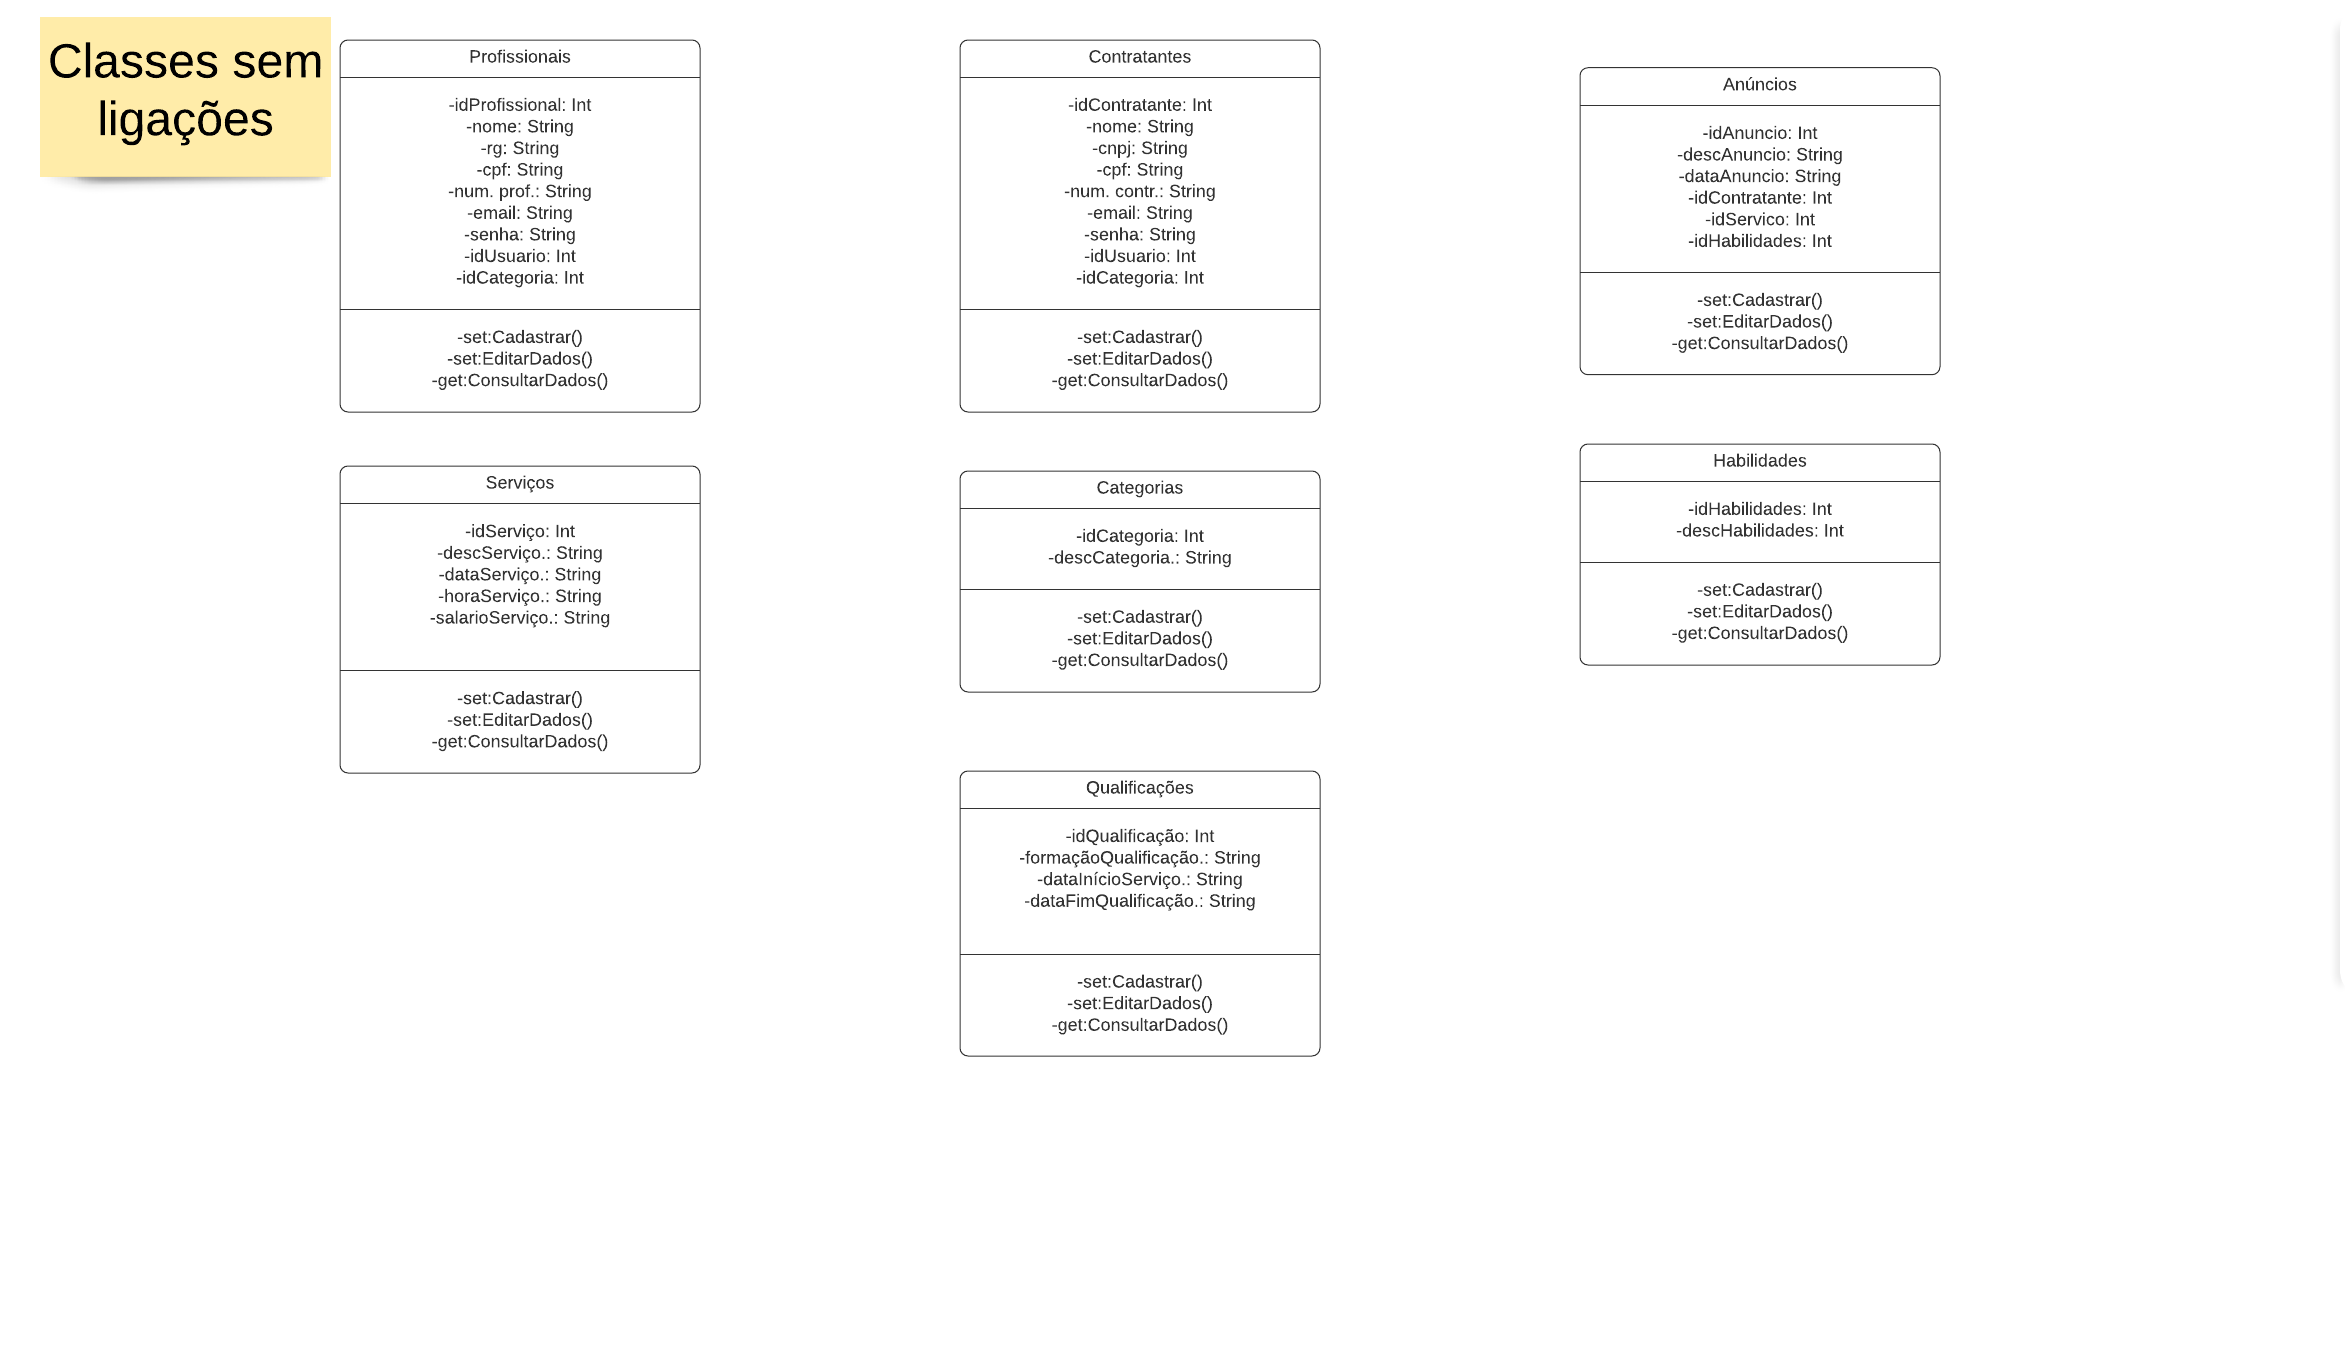 Classes sem
ligações
Profissionais
-idProfissional: Int
-nome: String
-rg: String
-cpf: String
-num. prof.: String
-email: String
-senha: String
-idUsuario: Int
-idCategoria: Int
-set:Cadastrar()
-set:EditarDados()
-get:ConsultarDados()
Contratantes
-idContratante: Int
-nome: String
-cnpj: String
-cpf: String
-num. contr.: String
-email: String
-senha: String
-idUsuario: Int
-idCategoria: Int
-set:Cadastrar()
-set:EditarDados()
-get:ConsultarDados()
Anúncios
-idAnuncio: Int
-descAnuncio: String
-dataAnuncio: String
-idContratante: Int
-idServico: Int
-idHabilidades: Int
-set:Cadastrar()
-set:EditarDados()
-get:ConsultarDados()
Serviços
-idServiço: Int
-descServiço.: String
-dataServiço.: String
-horaServiço.: String
-salarioServiço.: String
-set:Cadastrar()
-set:EditarDados()
-get:ConsultarDados()
Categorias
-idCategoria: Int
-descCategoria.: String
-set:Cadastrar()
-set:EditarDados()
-get:ConsultarDados()
Habilidades
-idHabilidades: Int
-descHabilidades: Int
-set:Cadastrar()
-set:EditarDados()
-get:ConsultarDados()
Qualificações
-idQualificação: Int
-formaçãoQualificação.: String
-dataInícioServiço.: String
-dataFimQualificação.: String
-set:Cadastrar()
-set:EditarDados()
-get:ConsultarDados()